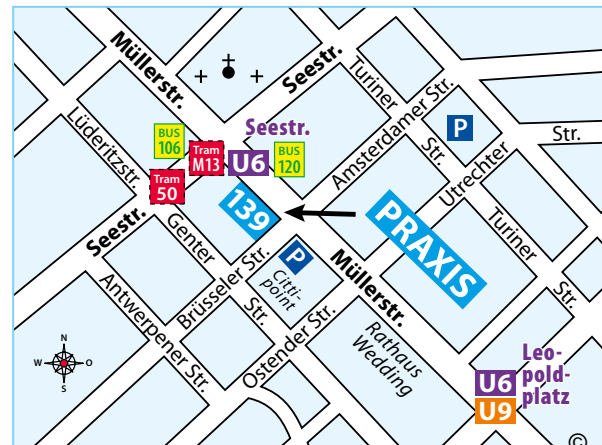 Müllerstr.
Seestr.
Turiner
Str.
Amsterdamer Str.
P
Str.
Utrechter
Turiner
Str.
Lüderitzstr.
BUS
106
Tram
M13
U6
Seestr.
BUS
120
Tram
50
Seestr.
Genter
Str.
139
PRAXIS
Brüsseler Str.
P
Citti-
point
Müllerstr.
Antwerpener Str.
Ostender Str.
Rathaus
Wedding
N
W
O
S
U6
U9
Leo-
pold-
platz
©